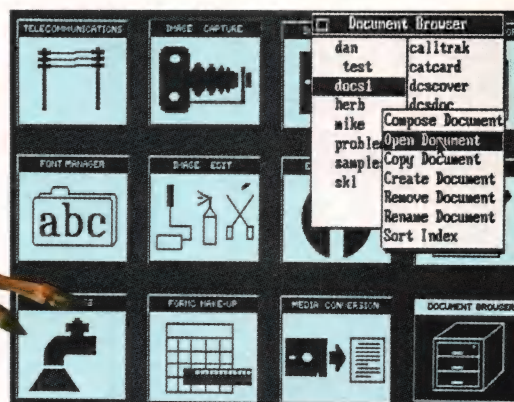 TELECOMMUNICATIONS
IMAGE CAPTURE
Document Browser
dan
test
docs1
herb
mike
skl
calltrak
catcard
dcscover
dcsdoc
Compose Document
Open Document
Copy Document
Create Document
Remove Document
Rename Document
Sort Index
FONT MANAGER
abc
IMAGE EDIT
FORMS MAKE-UP
MEDIA CONVERSION
DOCUMENT BROWSER